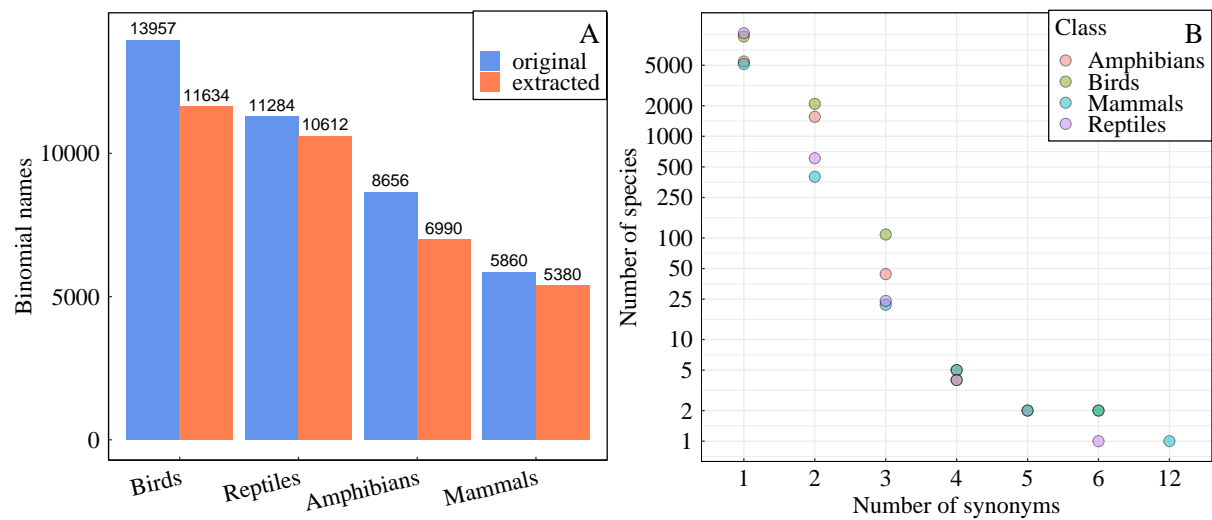 A
original
extracted
13957
11634
11284
10612
8656
6990
5860
5380
Binomial names
10000
5000
0
Birds
Reptiles
Amphibians
Mammals
B
Class
Amphibians
Birds
Mammals
Reptiles
Number of species
5000
2000
1000
500
250
100
50
25
10
5
2
1
1 2 3 4 5 6 12
Number of synonyms